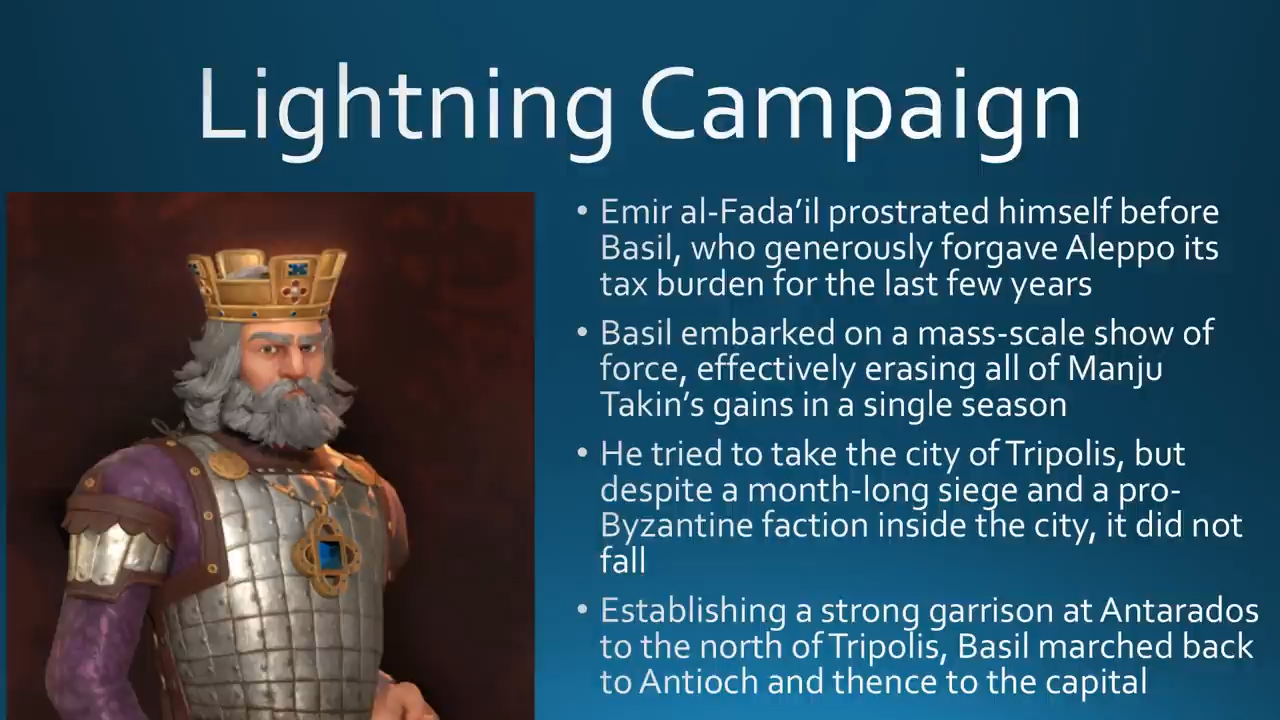 Lightning Campaign
• Emir al-Fada’il prostrated himself before
Basil, who generously forgave Aleppo its
tax burden for the last few years
• Basil embarked on a mass-scale show of
force, effectively erasing all of Manju
Takin’s gains in a single season
• He tried to take the city of Tripolis, but
despite a month-long siege and a pro-
Byzantine faction inside the city, it did not
fall
• Establishing a strong garrison at Antarados
to the north of Tripolis, Basil marched back
to Antioch and thence to the capital